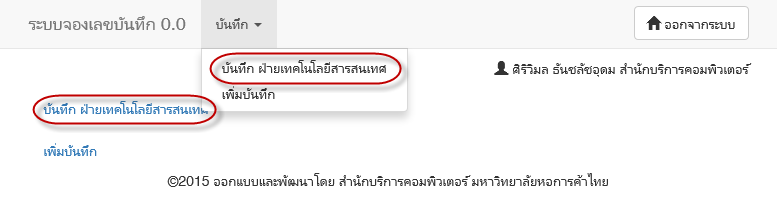 ระบบจองเลขบันทึก 0.0 บันทึก ออกจากระบบ
บันทึก ฝ่ายเทคโนโลยีสารสนเทศ
ศิริวิมล ธันซลัซอุดม สำนักบริการคอมพิวเตอร์
เพิ่มบันทึก
บันทึก ฝ่ายเทคโนโลยีสารสนเทศ
เพิ่มบันทึก
©2015 ออกแบบและพัฒนาโดย สำนักบริการคอมพิวเตอร์ มหาวิทยาลัยหอการค้าไทย